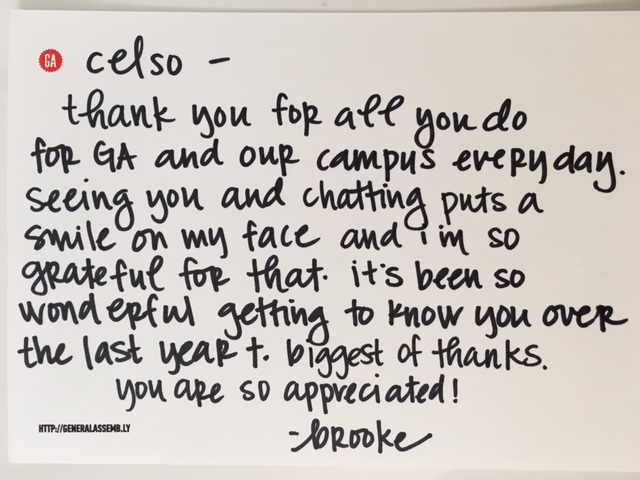 GA
celso —
thank you for all you do
for GA and our campus everyday.
seeing you and chatting puts a
smile on my face and i'm so
grateful for that. it's been so
wonderful getting to know you over
the last year +. biggest of thanks.
you are so appreciated!
-brooke
HTTP://GENERALASSEMB.LY